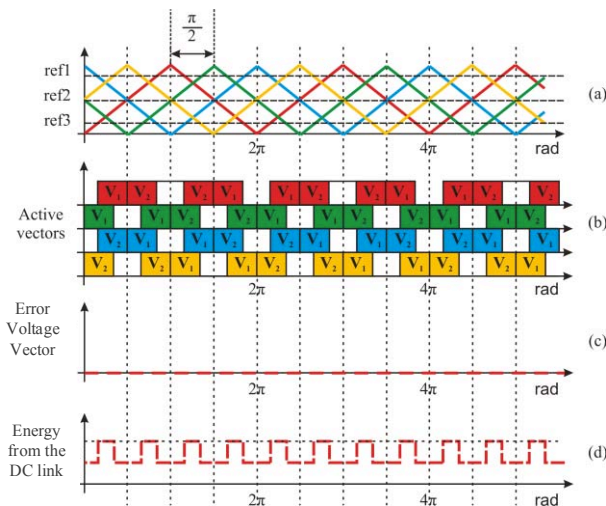 π
2
ref1
ref2
ref3
(a)
2π
4π
rad
Active
vectors
V₁ V₂ V₂ V₁ V₁ V₂ V₂ V₁ V₁ V₂ V₂
V₁ V₁ V₂ V₂ V₁ V₁ V₂ V₂ V₁ V₁ V₂
V₂ V₁ V₁ V₂ V₂ V₁ V₁ V₂ V₂ V₁ V₁
V₂ V₂ V₁ V₁ V₂ V₂ V₁ V₁ V₂ V₂ V₁
(b)
2π
4π
rad
Error
Voltage
Vector
(c)
2π
4π
rad
Energy
from the
DC link
(d)
2π
4π
rad